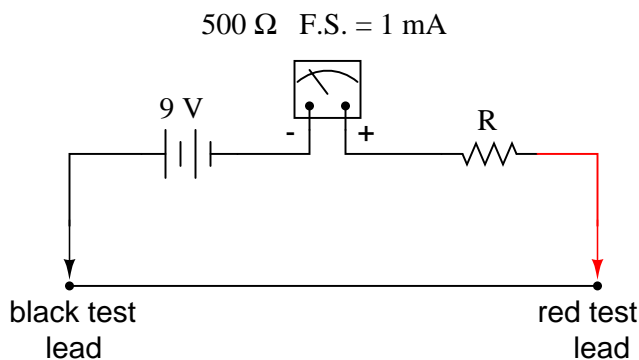 500 Ω F.S. = 1 mA
9 V
- +
R
black test
lead
red test
lead